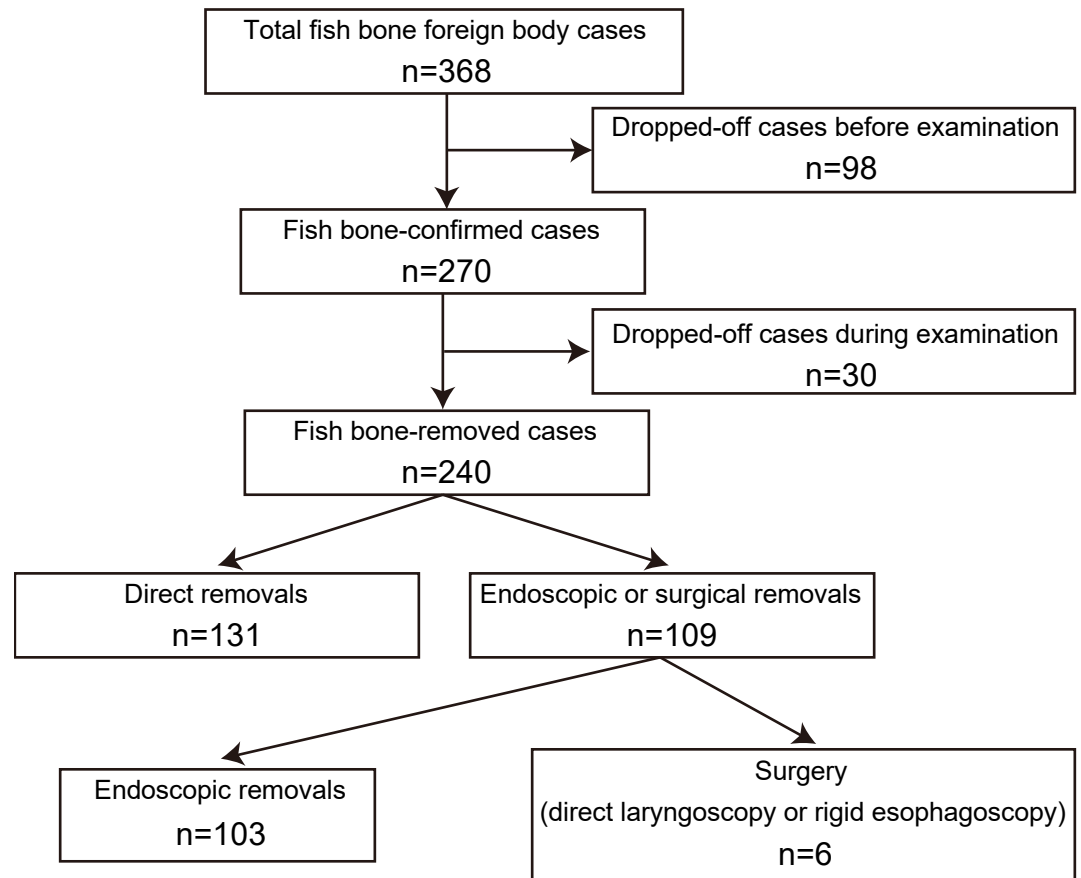 Total fish bone foreign body cases
n=368
Dropped-off cases before examination
n=98
Fish bone-confirmed cases
n=270
Dropped-off cases during examination
n=30
Fish bone-removed cases
n=240
Direct removals
n=131
Endoscopic or surgical removals
n=109
Endoscopic removals
n=103
Surgery
(direct laryngoscopy or rigid esophagoscopy)
n=6